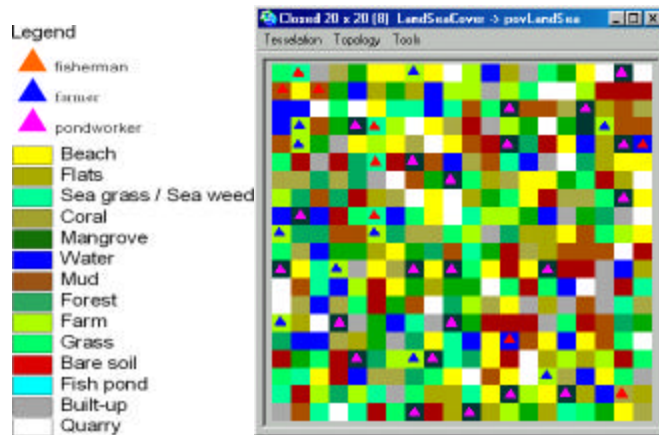 Closed 20 x 20 (8) LandSeaCover -> povLandSea
Tesselation Topology Tools
Legend
fisherman
farmer
pondworker
Beach
Flats
Sea grass / Sea weed
Coral
Mangrove
Water
Mud
Forest
Farm
Grass
Bare soil
Fish pond
Built-up
Quarry